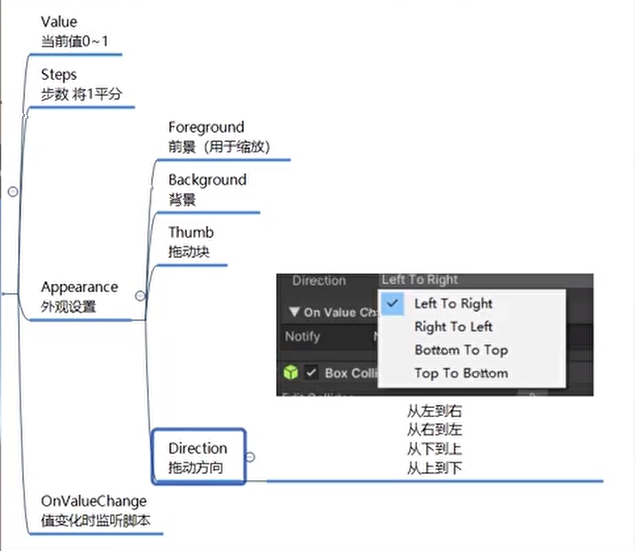 Value
当前值0~1
Steps
步数 将1平分
Foreground
前景（用于缩放）
Background
背景
Thumb
拖动块
Appearance
外观设置
Direction
Left To Right
Left To Right
On Value Ch
Right To Left
Notify
Bottom To Top
Box Colli
Top To Bottom
从左到右
从右到左
从下到上
从上到下
Direction
拖动方向
OnValueChange
值变化时监听脚本